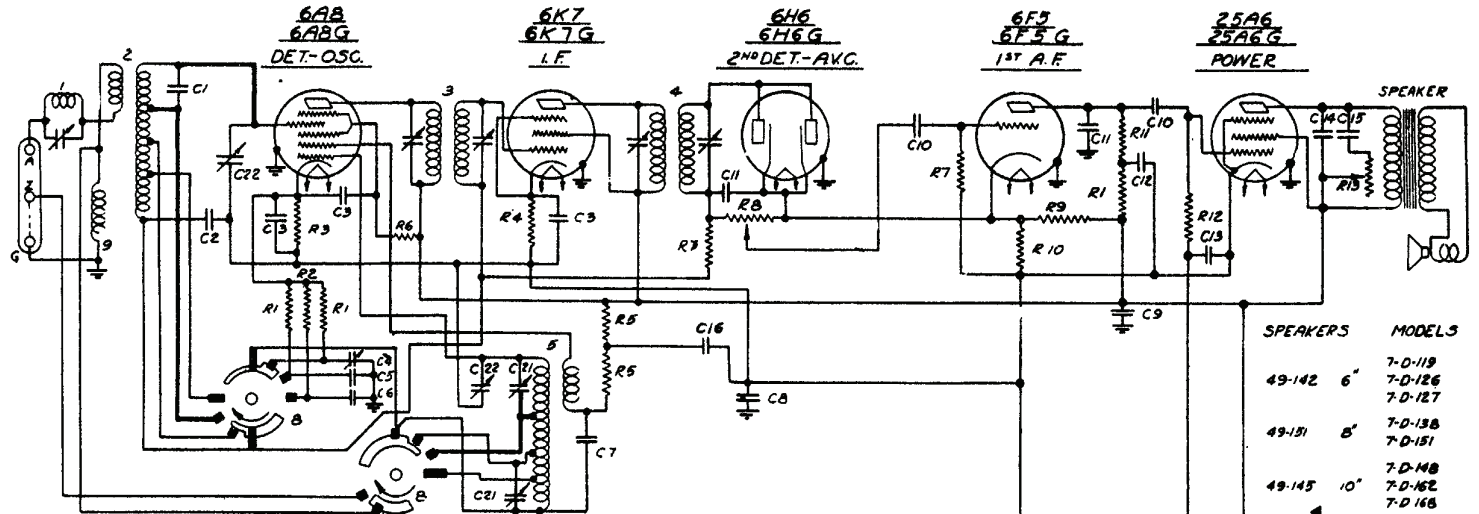 6A8
6A8G
DET.-OSC.
6K7
6K7G
I.F.
6H6
6H6G
2ND DET.-A.V.C.
6F5
6F5G
1ST A.F.
25A6
25A6G
POWER
SPEAKER
1
2
3
4
C1
C10
C11
R11
C10
C14
C15
A
Z
G
9
C22
C3
C3
R3
R6
R4
C3
C11
R8
R7
R7
R9
R10
R1
C12
R12
C13
R13
C2
R2
R1
R1
C4
C5
C6
8
C22
C21
5
R5
R5
C16
C8
C9
C7
C21
8
SPEAKERS MODELS
49-142 6" 7-D-119
7-D-126
7-D-127
49-151 8" 7-D-138
7-D-151
49-145 10" 7-D-148
7-D-162
7-D-168